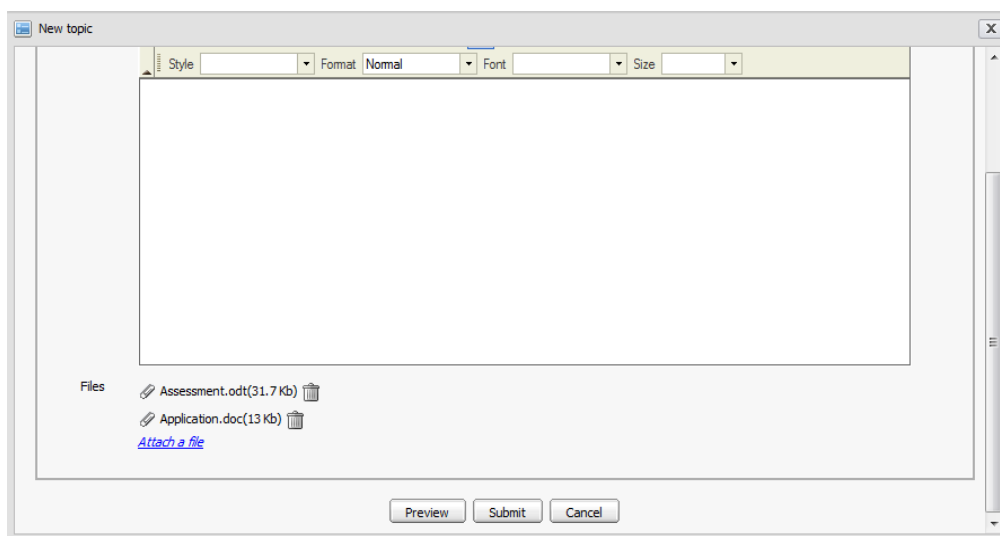 New topic
Style Format Normal Font Size
Files Assessment.odt(31.7 Kb)
Application.doc(13 Kb)
Attach a file
Preview Submit Cancel